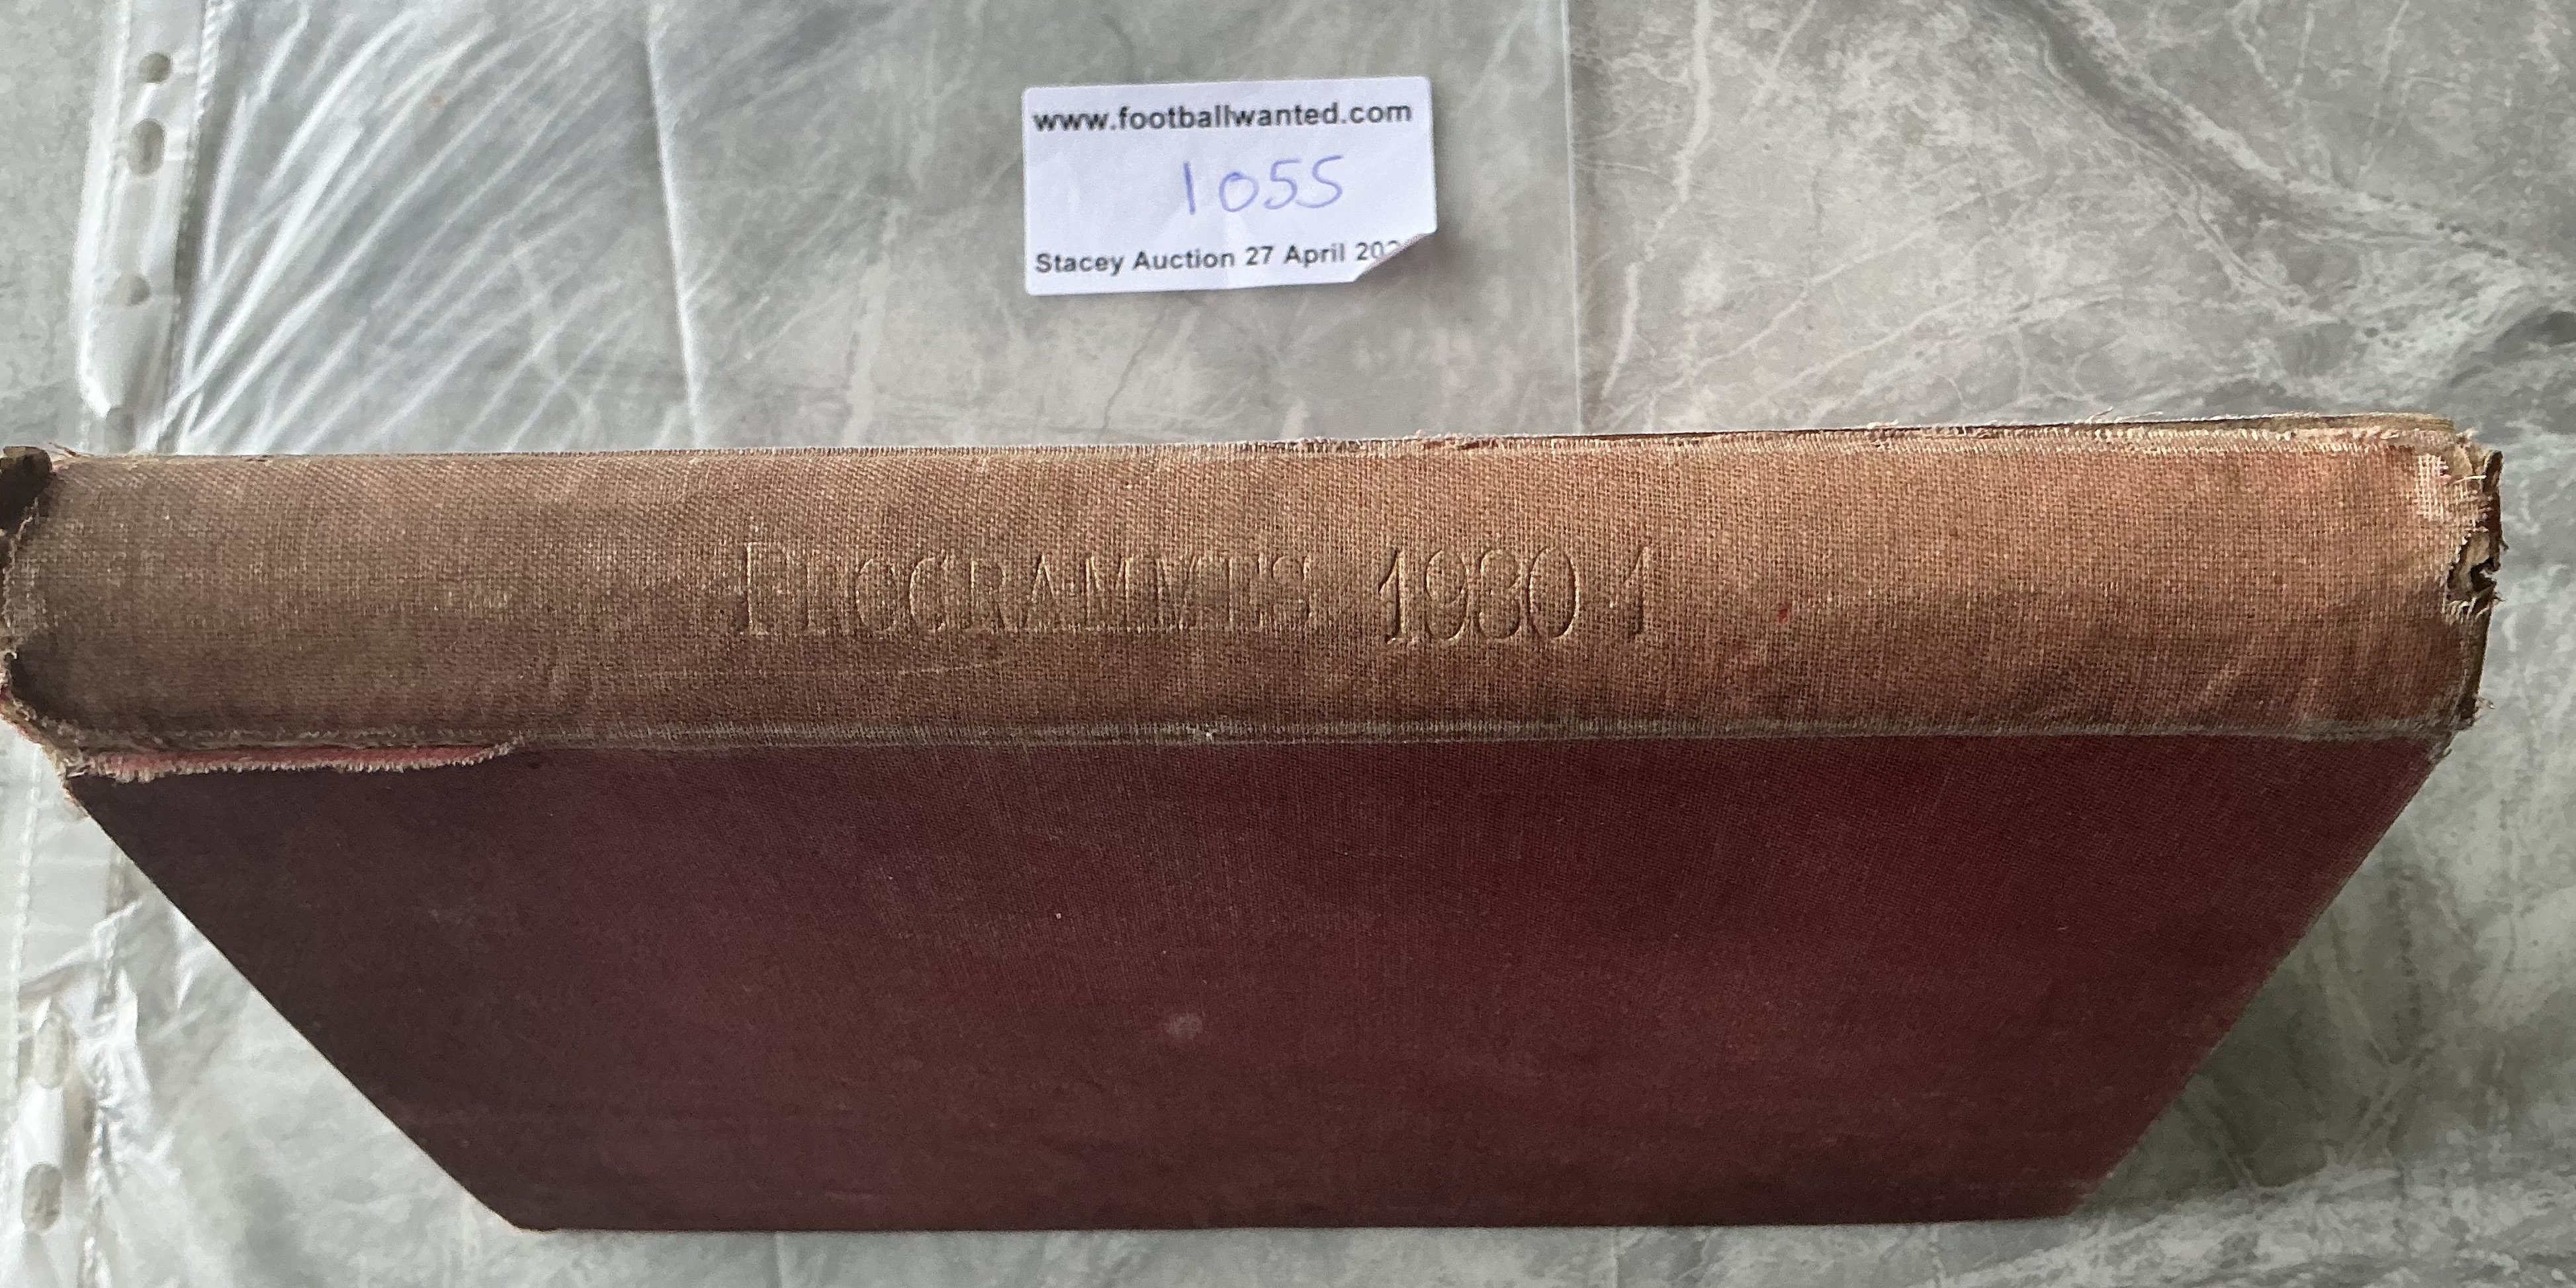 www.footballwanted.com
1055
Stacey Auction 27 April
PROGRAMMES 1930 1